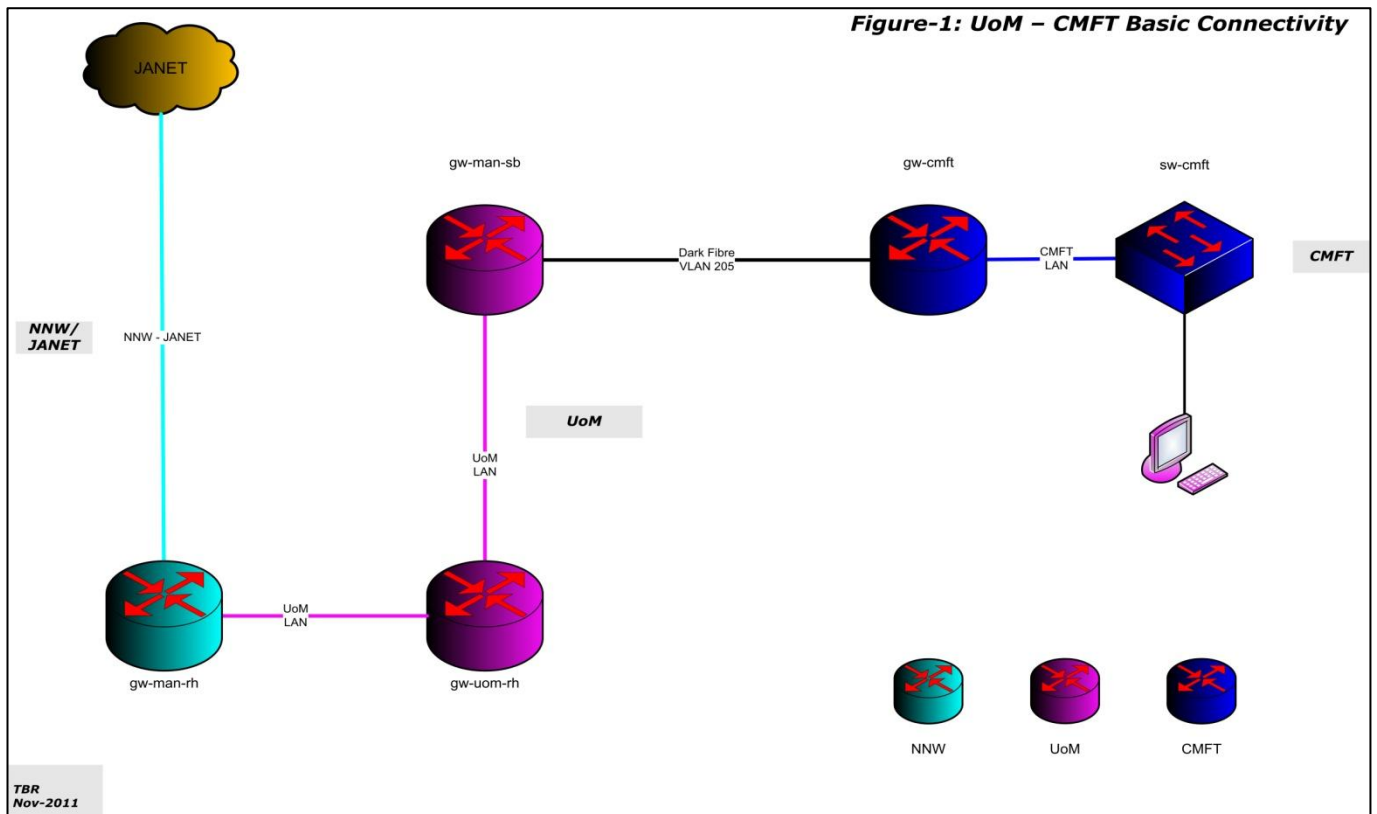 Figure-1: UoM – CMFT Basic Connectivity
JANET
gw-man-sb
gw-cmft
sw-cmft
Dark Fibre
VLAN 205
CMFT
LAN
CMFT
NNW/
JANET
NNW - JANET
UoM
UoM
LAN
UoM
LAN
gw-man-rh
gw-uom-rh
NNW
UoM
CMFT
TBR
Nov-2011